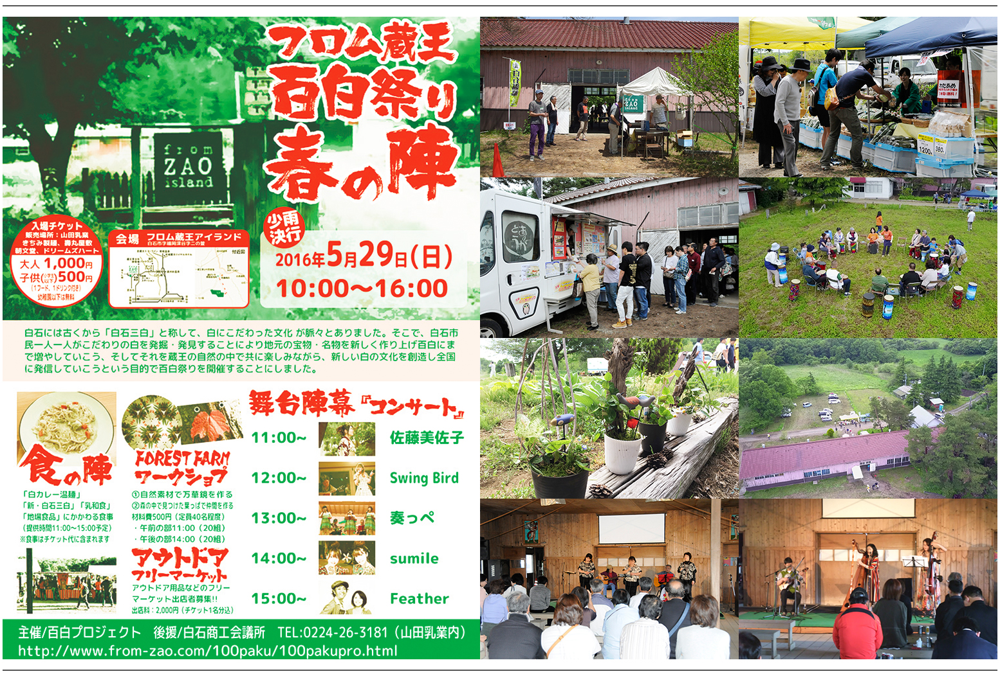 フロム蔵王
百白祭り
春の陣
from
ZAO
island
少雨
決行
入場チケット
販売場所：山田乳業
きちみ製麺、壽丸屋敷
朝文堂、ドリームズハート
大人 1,000円
子供(小学生以下)500円
(1フード、1ドリンク付き)
幼稚園以下は無料
会場 フロム蔵王アイランド
白石市字福岡深谷字二の萱
付近図
2016年5月29日(日)
10:00〜16:00
白石には古くから「白石三白」と称して、白にこだわった文化 が脈々とありました。そこで、白石市
民一人一人がこだわりの白を発掘・発見することにより地元の宝物・名物を新しく作り上げ百白にま
で増やしていこう、そしてそれを蔵王の自然の中で共に楽しみながら、新しい白の文化を創造し全国
に発信していこうという目的で百白祭りを開催することにしました。
食の陣
「白カレー温麺」
「新・白石三白」「乳和食」
「地場食品」にかかわる食事
(提供時間11:00〜15:00予定)
※食事はチケット代に含まれます
FOREST FARM
ワークショプ
①自然素材で万華鏡を作る
②森の中で見つけた葉っぱで仲間を作る
材料費500円（定員40名程度）
・午前の部11:00（20組）
・午後の部14:00（20組）
アウトドア
フリーマーケット
アウトドア用品などのフリー
マーケット出店者募集!!
出店料：2,000円（チケット1名分込）
舞台陣幕『コンサート』
11:00~ 佐藤美佐子
12:00~ Swing Bird
13:00~ 奏っペ
14:00~ sumile
15:00~ Feather
主催/百白プロジェクト 後援/白石商工会議所 TEL:0224-26-3181（山田乳業内）
http://www.from-zao.com/100paku/100pakupro.html
from
ZAO
island
わたあめ
1200
380